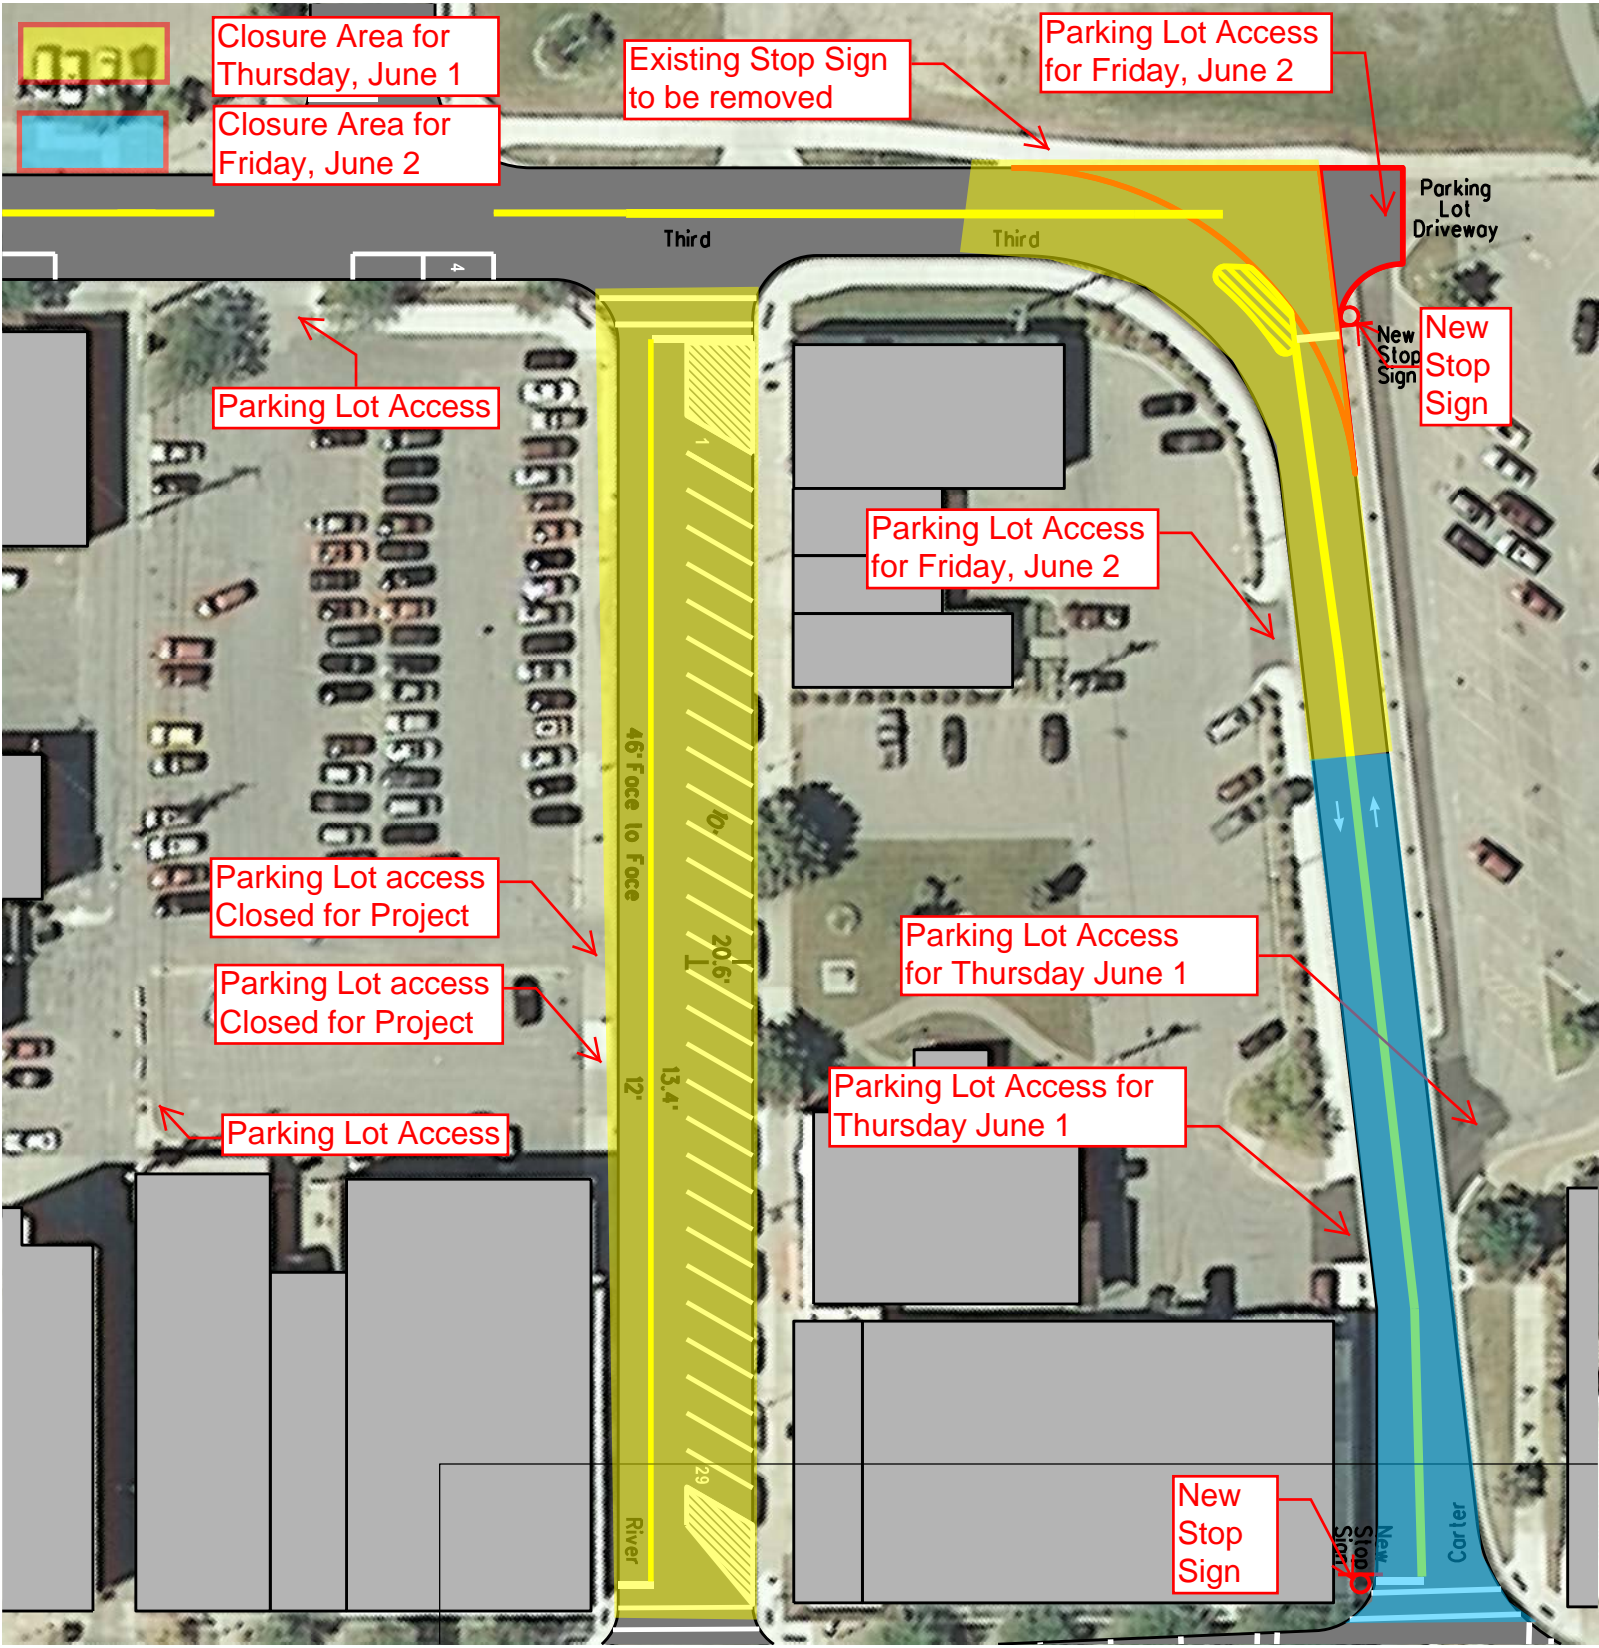 Closure Area for
Thursday, June 1
Closure Area for
Friday, June 2
Existing Stop Sign
to be removed
Parking Lot Access
for Friday, June 2
Parking
Lot
Driveway
Third
Third
4
New
Stop
Sign
New
Stop
Sign
Parking Lot Access
1
Parking Lot Access
for Friday, June 2
46' Face to Face
10'
Parking Lot access
Closed for Project
20.6'
Parking Lot Access
for Thursday June 1
Parking Lot access
Closed for Project
13.4'
12'
Parking Lot Access for
Thursday June 1
Parking Lot Access
29
River
New
Stop
Sign
New
Stop
Sign
Carter